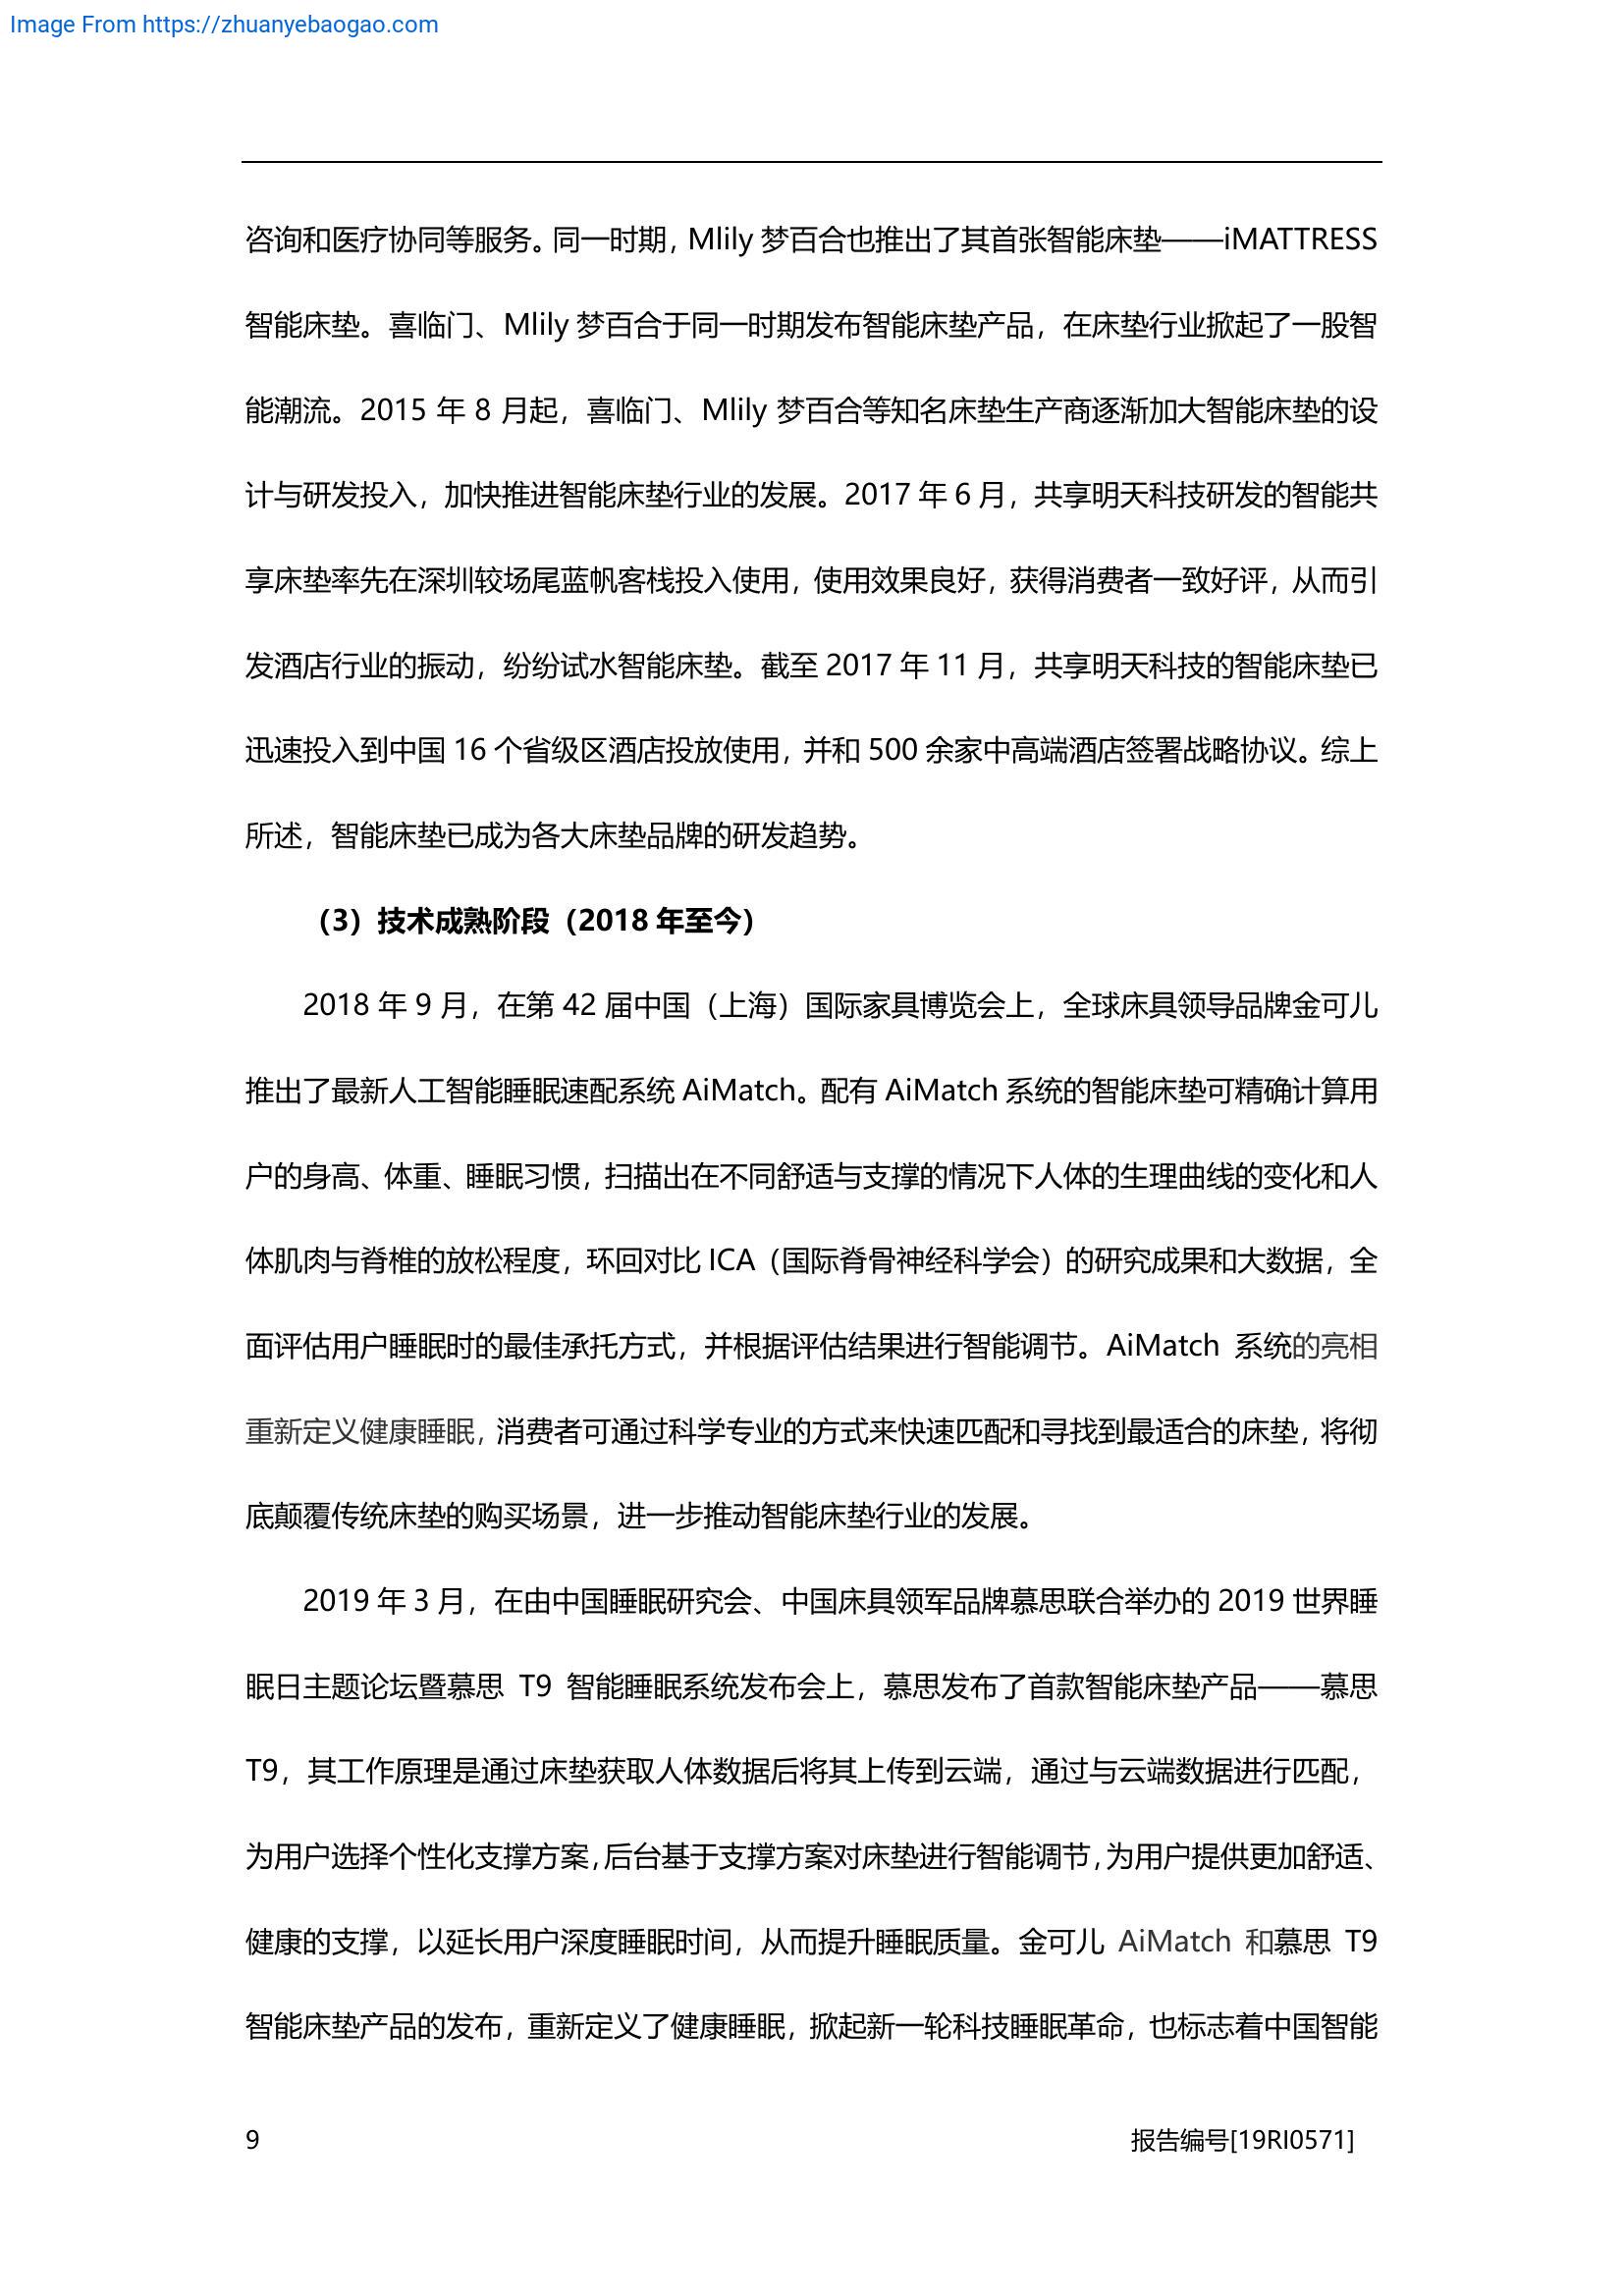 Image From https://zhuanyebaogao.com
咨询和医疗协同等服务。同一时期，Mlily 梦百合也推出了其首张智能床垫——iMATTRESS
智能床垫。喜临门、Mlily 梦百合于同一时期发布智能床垫产品，在床垫行业掀起了一股智
能潮流。2015 年 8 月起，喜临门、Mlily 梦百合等知名床垫生产商逐渐加大智能床垫的设
计与研发投入，加快推进智能床垫行业的发展。2017 年 6 月，共享明天科技研发的智能共
享床垫率先在深圳较场尾蓝帆客栈投入使用，使用效果良好，获得消费者一致好评，从而引
发酒店行业的振动，纷纷试水智能床垫。截至 2017 年 11 月，共享明天科技的智能床垫已
迅速投入到中国 16 个省级区酒店投放使用，并和 500 余家中高端酒店签署战略协议。综上
所述，智能床垫已成为各大床垫品牌的研发趋势。
（3）技术成熟阶段（2018 年至今）
2018 年 9 月，在第 42 届中国（上海）国际家具博览会上，全球床具领导品牌金可儿
推出了最新人工智能睡眠速配系统 AiMatch。配有 AiMatch 系统的智能床垫可精确计算用
户的身高、体重、睡眠习惯，扫描出在不同舒适与支撑的情况下人体的生理曲线的变化和人
体肌肉与脊椎的放松程度，环回对比 ICA（国际脊骨神经科学会）的研究成果和大数据，全
面评估用户睡眠时的最佳承托方式，并根据评估结果进行智能调节。AiMatch 系统的亮相
重新定义健康睡眠，消费者可通过科学专业的方式来快速匹配和寻找到最适合的床垫，将彻
底颠覆传统床垫的购买场景，进一步推动智能床垫行业的发展。
2019 年 3 月，在由中国睡眠研究会、中国床具领军品牌慕思联合举办的 2019 世界睡
眠日主题论坛暨慕思 T9 智能睡眠系统发布会上，慕思发布了首款智能床垫产品——慕思
T9，其工作原理是通过床垫获取人体数据后将其上传到云端，通过与云端数据进行匹配，
为用户选择个性化支撑方案，后台基于支撑方案对床垫进行智能调节，为用户提供更加舒适、
健康的支撑，以延长用户深度睡眠时间，从而提升睡眠质量。金可儿 AiMatch 和慕思 T9
智能床垫产品的发布，重新定义了健康睡眠，掀起新一轮科技睡眠革命，也标志着中国智能
9 报告编号[19RI0571]